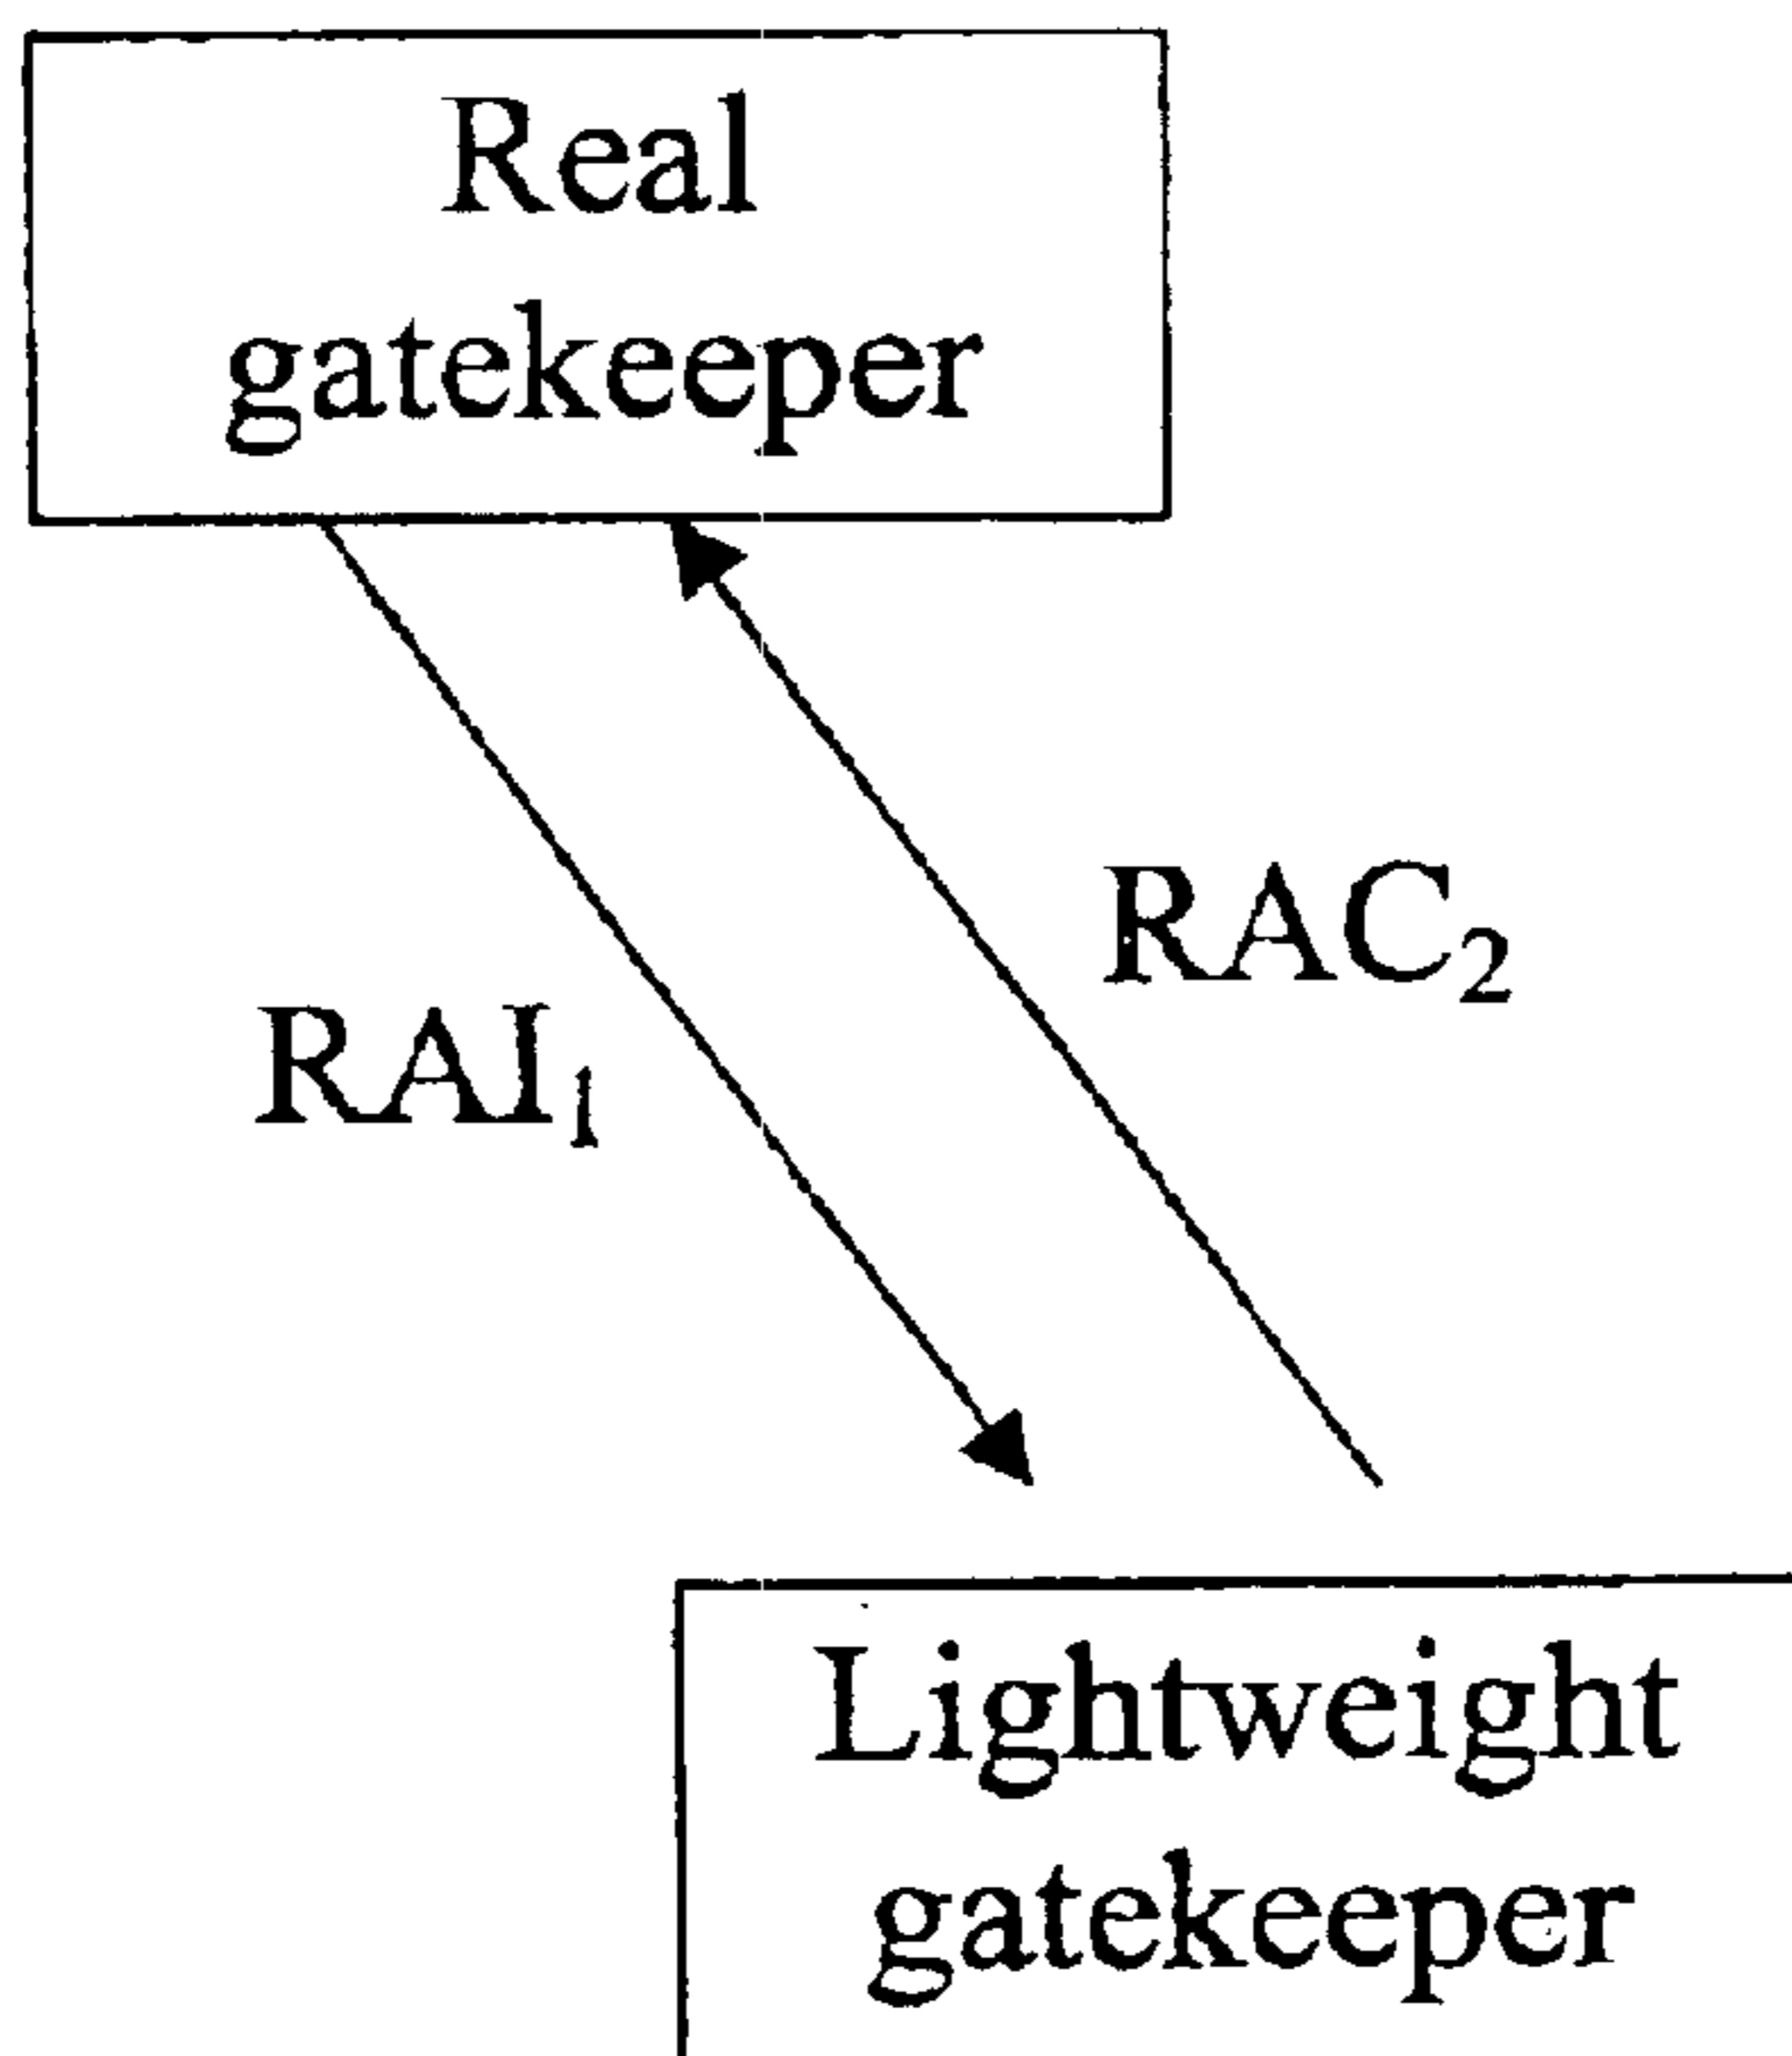 Real
gatekeeper
RAC₂
RAI₁
Lightweight
gatekeeper